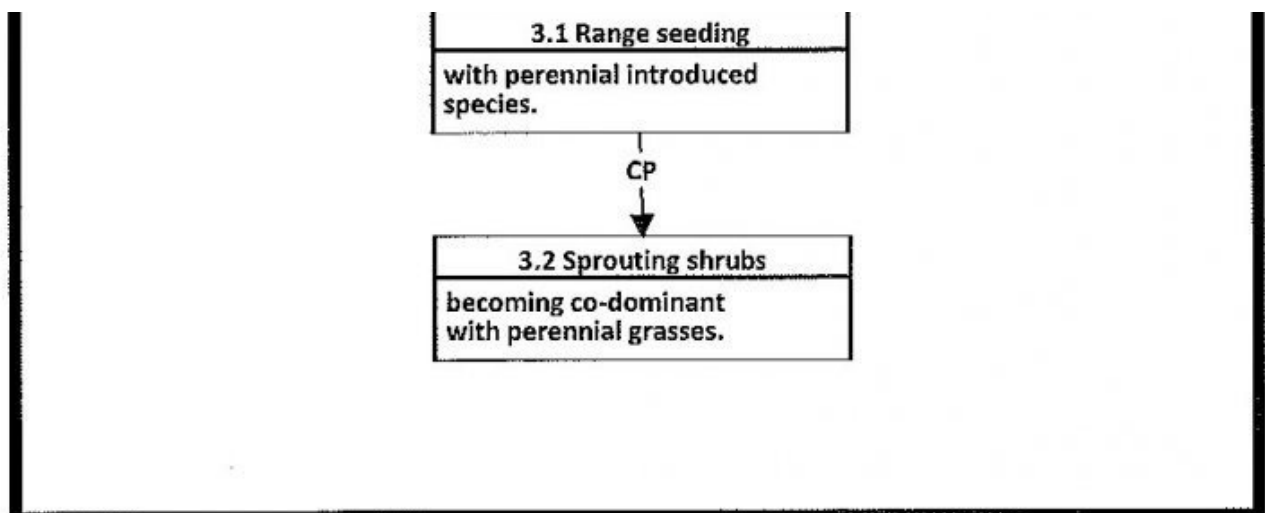 3.1 Range seeding
with perennial introduced
species.
CP
3.2 Sprouting shrubs
becoming co-dominant
with perennial grasses.